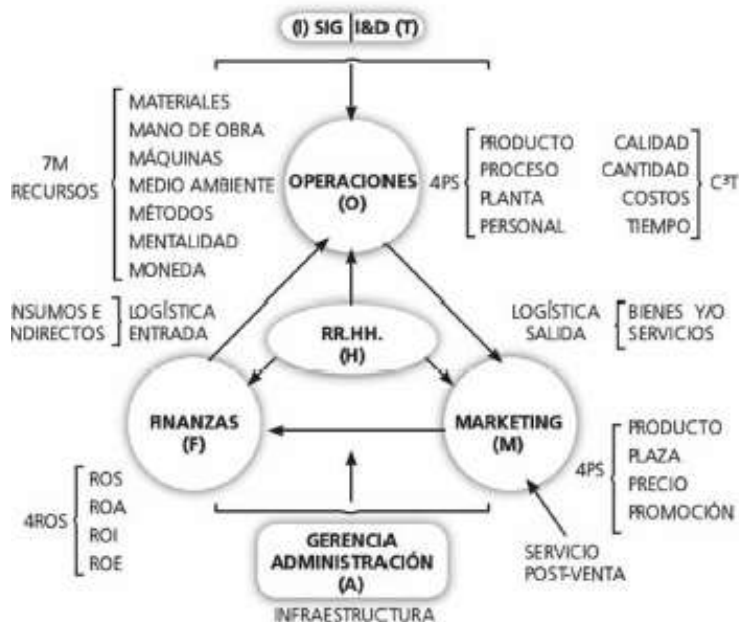 (I) SIG I&D (T)
7M
RECURSOS
MATERIALES
MANO DE OBRA
MÁQUINAS
MEDIO AMBIENTE
MÉTODOS
MENTALIDAD
MONEDA
OPERACIONES
(O)
4PS
PRODUCTO
PROCESO
PLANTA
PERSONAL
CALIDAD
CANTIDAD
COSTOS
TIEMPO
C³T
NSUMOS E
NDIRECTOS
LOGÍSTICA
ENTRADA
RR.HH.
(H)
LOGÍSTICA
SALIDA
BIENES Y/O
SERVICIOS
FINANZAS
(F)
MARKETING
(M)
4ROS
ROS
ROA
ROI
ROE
4PS
PRODUCTO
PLAZA
PRECIO
PROMOCIÓN
GERENCIA
ADMINISTRACIÓN
(A)
INFRAESTRUCTURA
SERVICIO
POST-VENTA